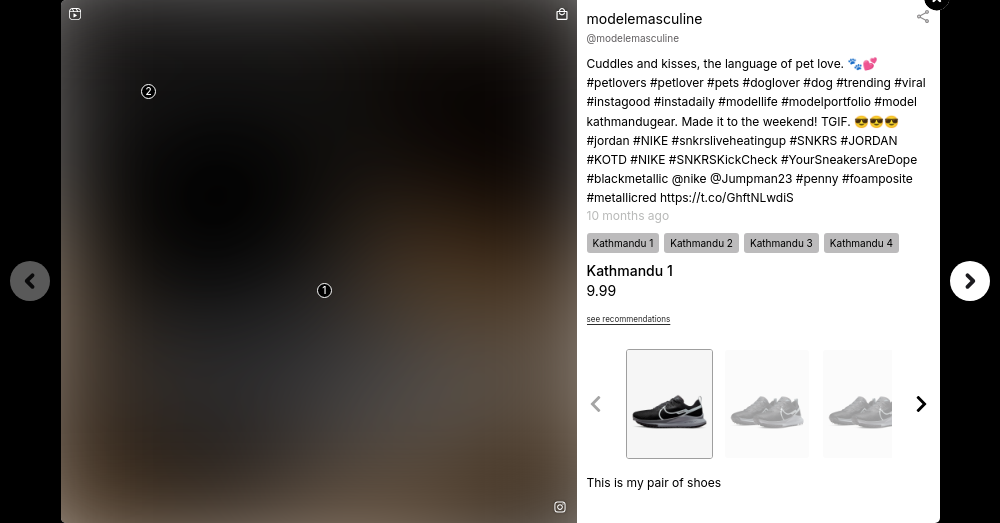 modelemasculine
@modelemasculine
Cuddles and kisses, the language of pet love. 🐾💕
#petlovers #petlover #pets #doglover #dog #trending #viral
#instagood #instadaily #modellife #modelportfolio #model
kathmandugear. Made it to the weekend! TGIF. 😎😎😎
#jordan #NIKE #snkrsliveheatingup #SNKRS #JORDAN
#KOTD #NIKE #SNKRSKickCheck #YourSneakersAreDope
#blackmetallic @nike @Jumpman23 #penny #foamposite
#metallicred https://t.co/GhftNLwdiS
10 months ago
Kathmandu 1 Kathmandu 2 Kathmandu 3 Kathmandu 4
Kathmandu 1
9.99
see recommendations
This is my pair of shoes
2
1